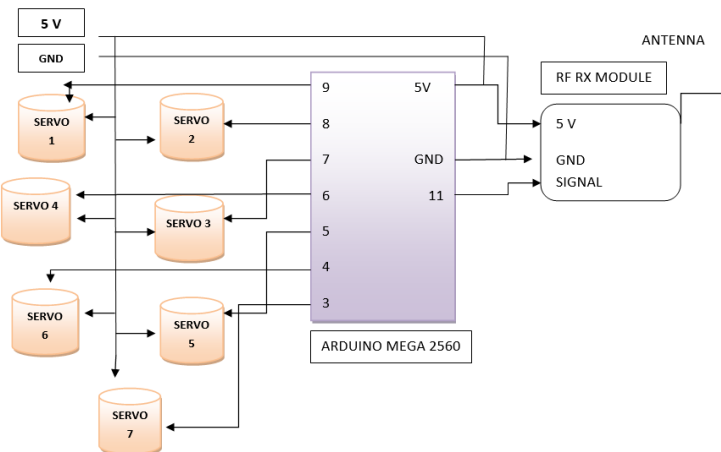 5 V
GND
ANTENNA
RF RX MODULE
9
5V
8
7
GND
6
11
5
4
3
5 V
GND
SIGNAL
SERVO
1
SERVO
2
SERVO 4
SERVO 3
SERVO
6
SERVO
5
SERVO
7
ARDUINO MEGA 2560